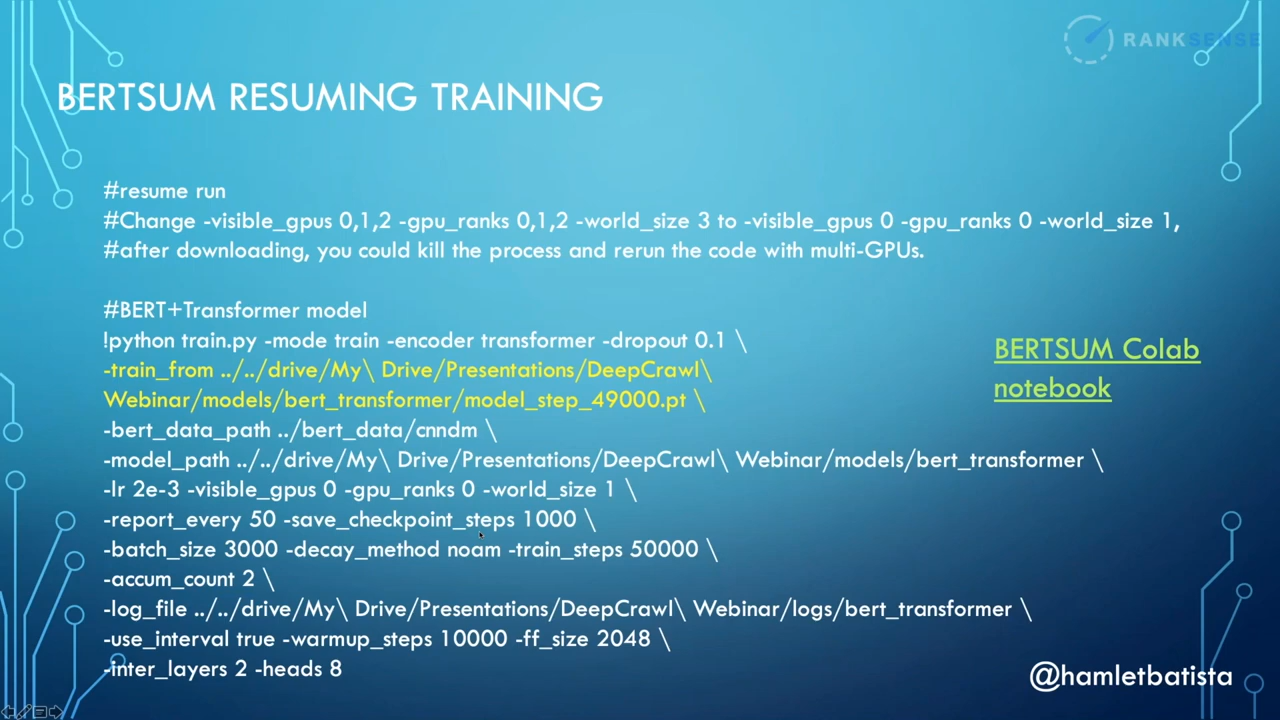 RANKSENSE
BERTSUM RESUMING TRAINING
#resume run
#Change -visible_gpus 0,1,2 -gpu_ranks 0,1,2 -world_size 3 to -visible_gpus 0 -gpu_ranks 0 -world_size 1,
#after downloading, you could kill the process and rerun the code with multi-GPUs.
#BERT+Transformer model
!python train.py -mode train -encoder transformer -dropout 0.1 \
-train_from ../../drive/My\ Drive/Presentations/DeepCrawl\
Webinar/models/bert_transformer/model_step_49000.pt \
-bert_data_path ../bert_data/cnndm \
-model_path ../../drive/My\ Drive/Presentations/DeepCrawl\ Webinar/models/bert_transformer \
-lr 2e-3 -visible_gpus 0 -gpu_ranks 0 -world_size 1 \
-report_every 50 -save_checkpoint_steps 1000 \
-batch_size 3000 -decay_method noam -train_steps 50000 \
-accum_count 2 \
-log_file ../../drive/My\ Drive/Presentations/DeepCrawl\ Webinar/logs/bert_transformer \
-use_interval true -warmup_steps 10000 -ff_size 2048 \
-inter_layers 2 -heads 8
BERTSUM Colab
notebook
@hamletbatista